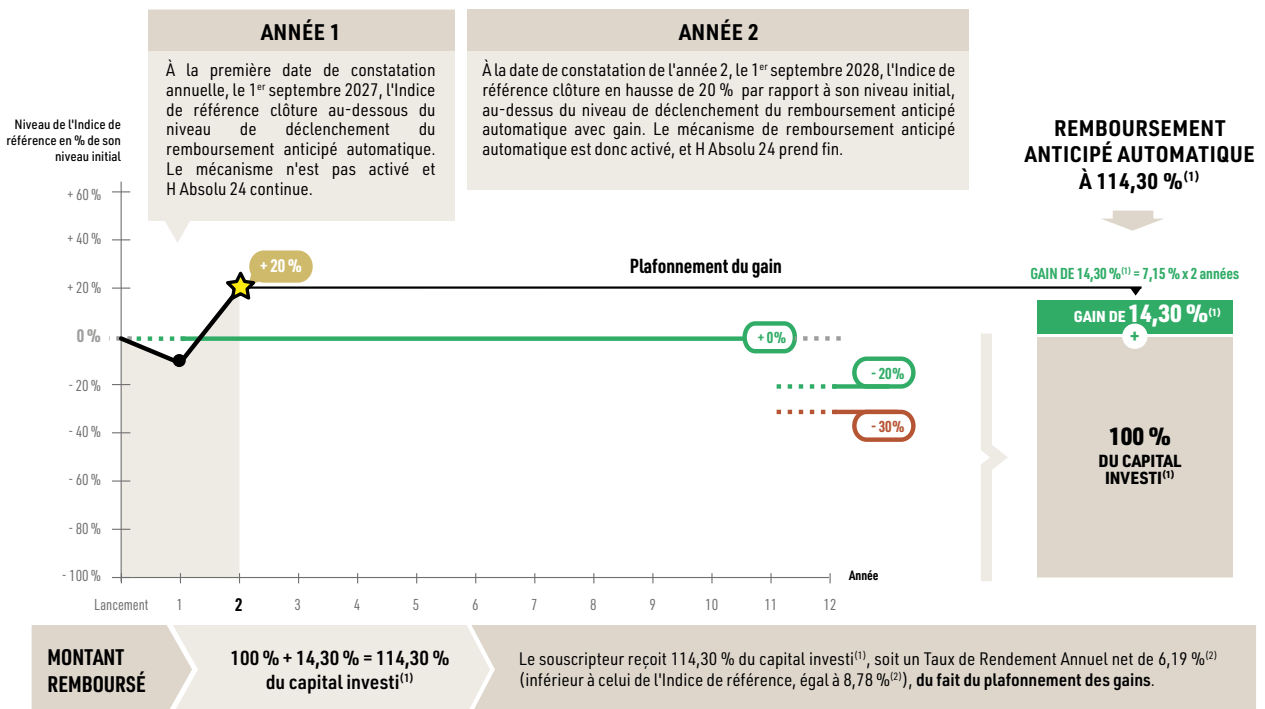 ANNÉE 1
À la première date de constatation
annuelle, le 1er septembre 2027, l'Indice
de référence clôture au-dessous du
niveau de déclenchement du
remboursement anticipé automatique.
Le mécanisme n'est pas activé et
H Absolu 24 continue.
ANNÉE 2
À la date de constatation de l'année 2, le 1er septembre 2028, l'Indice de
référence clôture en hausse de 20 % par rapport à son niveau initial,
au-dessus du niveau de déclenchement du remboursement anticipé
automatique avec gain. Le mécanisme de remboursement anticipé
automatique est donc activé, et H Absolu 24 prend fin.
Niveau de l'Indice de
référence en % de son
niveau initial
REMBOURSEMENT
ANTICIPÉ AUTOMATIQUE
À 114,30 %(1)
+ 60 %
+ 40 %
+ 20 %
0 %
- 20 %
- 40 %
- 60 %
- 80 %
- 100 %
+ 20 %
Plafonnement du gain
+ 0%
- 20%
- 30%
GAIN DE 14,30 %(1) = 7,15 % x 2 années
GAIN DE 14,30 %(1)
+
100 %
DU CAPITAL
INVESTI(1)
Année
Lancement 1 2 3 4 5 6 7 8 9 10 11 12
MONTANT
REMBOURSÉ
100 % + 14,30 % = 114,30 %
du capital investi(1)
Le souscripteur reçoit 114,30 % du capital investi(1), soit un Taux de Rendement Annuel net de 6,19 %(2)
(inférieur à celui de l'Indice de référence, égal à 8,78 %(2)), du fait du plafonnement des gains.